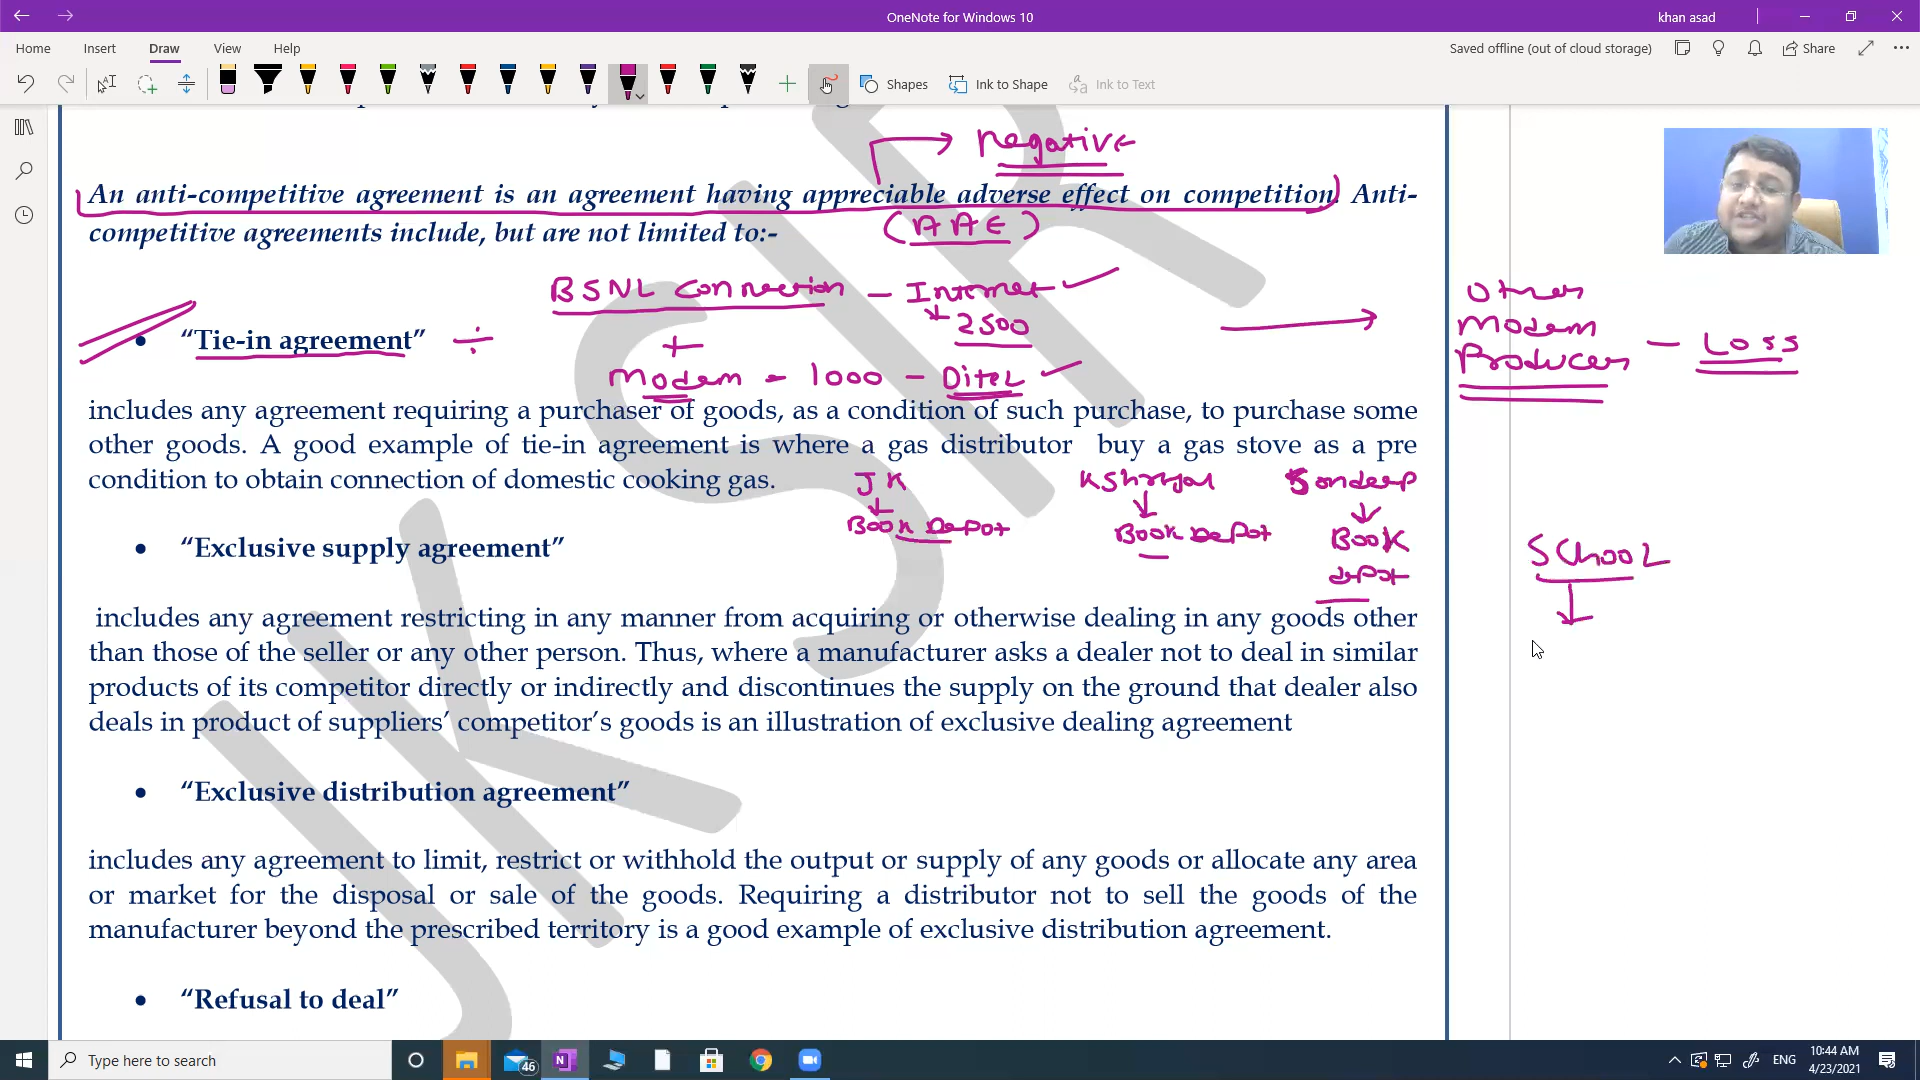 OneNote for Windows 10
khan asad
Home Insert Draw View Help
Saved offline (out of cloud storage)
Share
Shapes
Ink to Shape
Ink to Text
negative
An anti-competitive agreement is an agreement having appreciable adverse effect on competition. Anti-
competitive agreements include, but are not limited to:-
(AAE)
BSNL Connection - Internet
2500
• “Tie-in agreement” ÷
+
Modem - 1000 - Ditel
Other
Modem
Producer - Loss
includes any agreement requiring a purchaser of goods, as a condition of such purchase, to purchase some
other goods. A good example of tie-in agreement is where a gas distributor buy a gas stove as a pre
condition to obtain connection of domestic cooking gas.
JK
Book Depot
Book Depot
Book
depot
SCHOOL
• “Exclusive supply agreement”
includes any agreement restricting in any manner from acquiring or otherwise dealing in any goods other
than those of the seller or any other person. Thus, where a manufacturer asks a dealer not to deal in similar
products of its competitor directly or indirectly and discontinues the supply on the ground that dealer also
deals in product of suppliers’ competitor’s goods is an illustration of exclusive dealing agreement
• “Exclusive distribution agreement”
includes any agreement to limit, restrict or withhold the output or supply of any goods or allocate any area
or market for the disposal or sale of the goods. Requiring a distributor not to sell the goods of the
manufacturer beyond the prescribed territory is a good example of exclusive distribution agreement.
• “Refusal to deal”
JK SIR
Type here to search
46
ENG
10:44 AM
4/23/2021